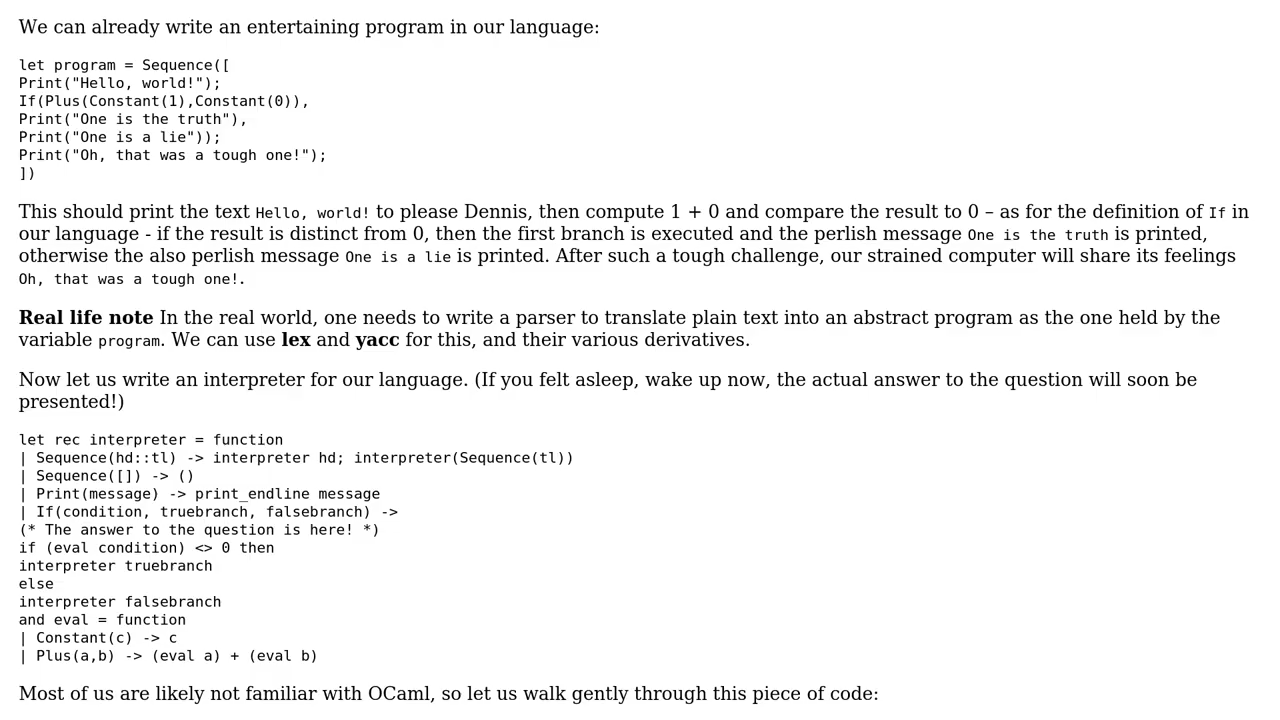 We can already write an entertaining program in our language:
let program = Sequence([
Print("Hello, world!");
If(Plus(Constant(1),Constant(0)),
Print("One is the truth"),
Print("One is a lie"));
Print("Oh, that was a tough one!");
])
This should print the text Hello, world! to please Dennis, then compute 1 + 0 and compare the result to 0 – as for the definition of If in
our language - if the result is distinct from 0, then the first branch is executed and the perlish message One is the truth is printed,
otherwise the also perlish message One is a lie is printed. After such a tough challenge, our strained computer will share its feelings
Oh, that was a tough one!.
Real life note In the real world, one needs to write a parser to translate plain text into an abstract program as the one held by the
variable program. We can use lex and yacc for this, and their various derivatives.
Now let us write an interpreter for our language. (If you felt asleep, wake up now, the actual answer to the question will soon be
presented!)
let rec interpreter = function
| Sequence(hd::tl) -> interpreter hd; interpreter(Sequence(tl))
| Sequence([]) -> ()
| Print(message) -> print_endline message
| If(condition, truebranch, falsebranch) ->
(* The answer to the question is here! *)
if (eval condition) <> 0 then
interpreter truebranch
else
interpreter falsebranch
and eval = function
| Constant(c) -> c
| Plus(a,b) -> (eval a) + (eval b)
Most of us are likely not familiar with OCaml, so let us walk gently through this piece of code: